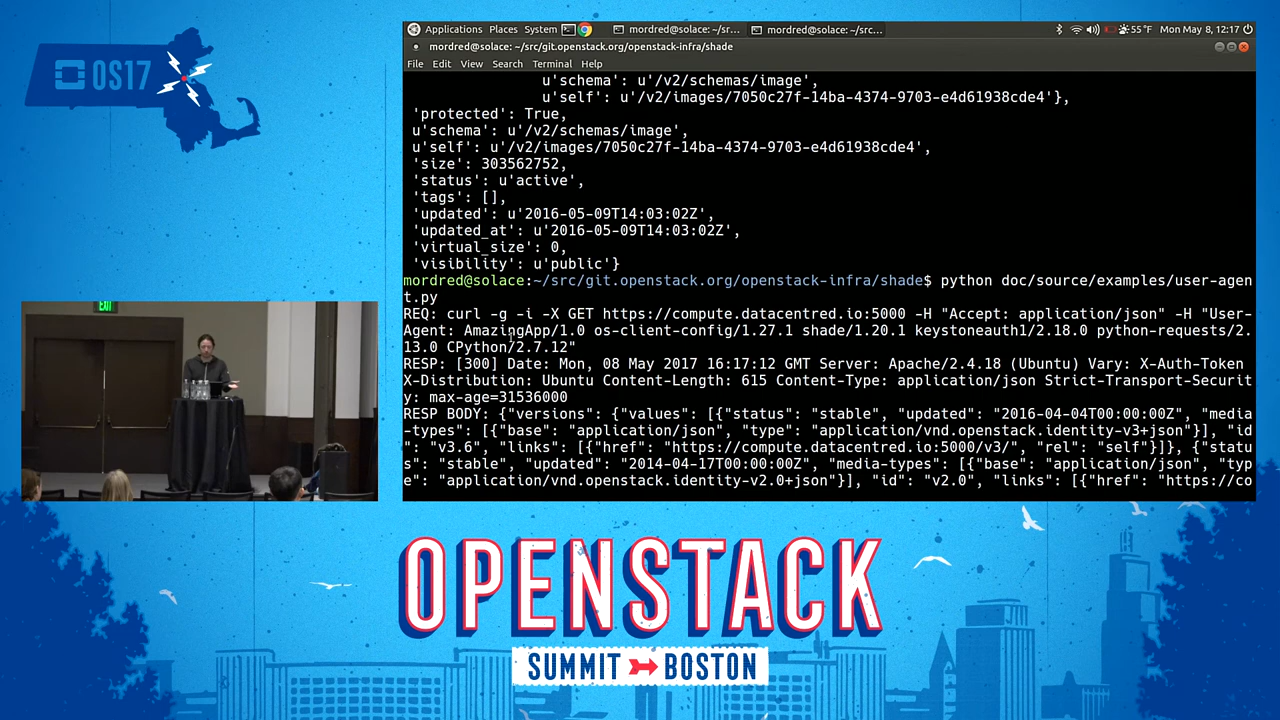 OS17
Applications Places System mordred@solace: ~/sr... mordred@solace: ~/src... 55 °F Mon May 8, 12:17
mordred@solace: ~/src/git.openstack.org/openstack-infra/shade
File Edit View Search Terminal Help
u'schema': u'/v2/schemas/image',
u'self': u'/v2/images/7050c27f-14ba-4374-9703-e4d61938cde4'},
'protected': True,
u'schema': u'/v2/schemas/image',
u'self': u'/v2/images/7050c27f-14ba-4374-9703-e4d61938cde4',
'size': 303562752,
'status': u'active',
'tags': [],
'updated': u'2016-05-09T14:03:02Z',
'updated_at': u'2016-05-09T14:03:02Z',
'virtual_size': 0,
'visibility': u'public'}
mordred@solace:~/src/git.openstack.org/openstack-infra/shade$ python doc/source/examples/user-agen
t.py
REQ: curl -g -i -X GET https://compute.datacentred.io:5000 -H "Accept: application/json" -H "User-
Agent: AmazingApp/1.0 os-client-config/1.27.1 shade/1.20.1 keystoneauth1/2.18.0 python-requests/2.
13.0 CPython/2.7.12"
RESP: [300] Date: Mon, 08 May 2017 16:17:12 GMT Server: Apache/2.4.18 (Ubuntu) Vary: X-Auth-Token
X-Distribution: Ubuntu Content-Length: 615 Content-Type: application/json Strict-Transport-Securit
y: max-age=31536000
RESP BODY: {"versions": {"values": [{"status": "stable", "updated": "2016-04-04T00:00:00Z", "media
-types": [{"base": "application/json", "type": "application/vnd.openstack.identity-v3+json"}], "id
": "v3.6", "links": [{"href": "https://compute.datacentred.io:5000/v3/", "rel": "self"}]}, {"statu
s": "stable", "updated": "2014-04-17T00:00:00Z", "media-types": [{"base": "application/json", "typ
e": "application/vnd.openstack.identity-v2.0+json"}], "id": "v2.0", "links": [{"href": "https://co
EXIT
OPENSTACK
SUMMIT BOSTON